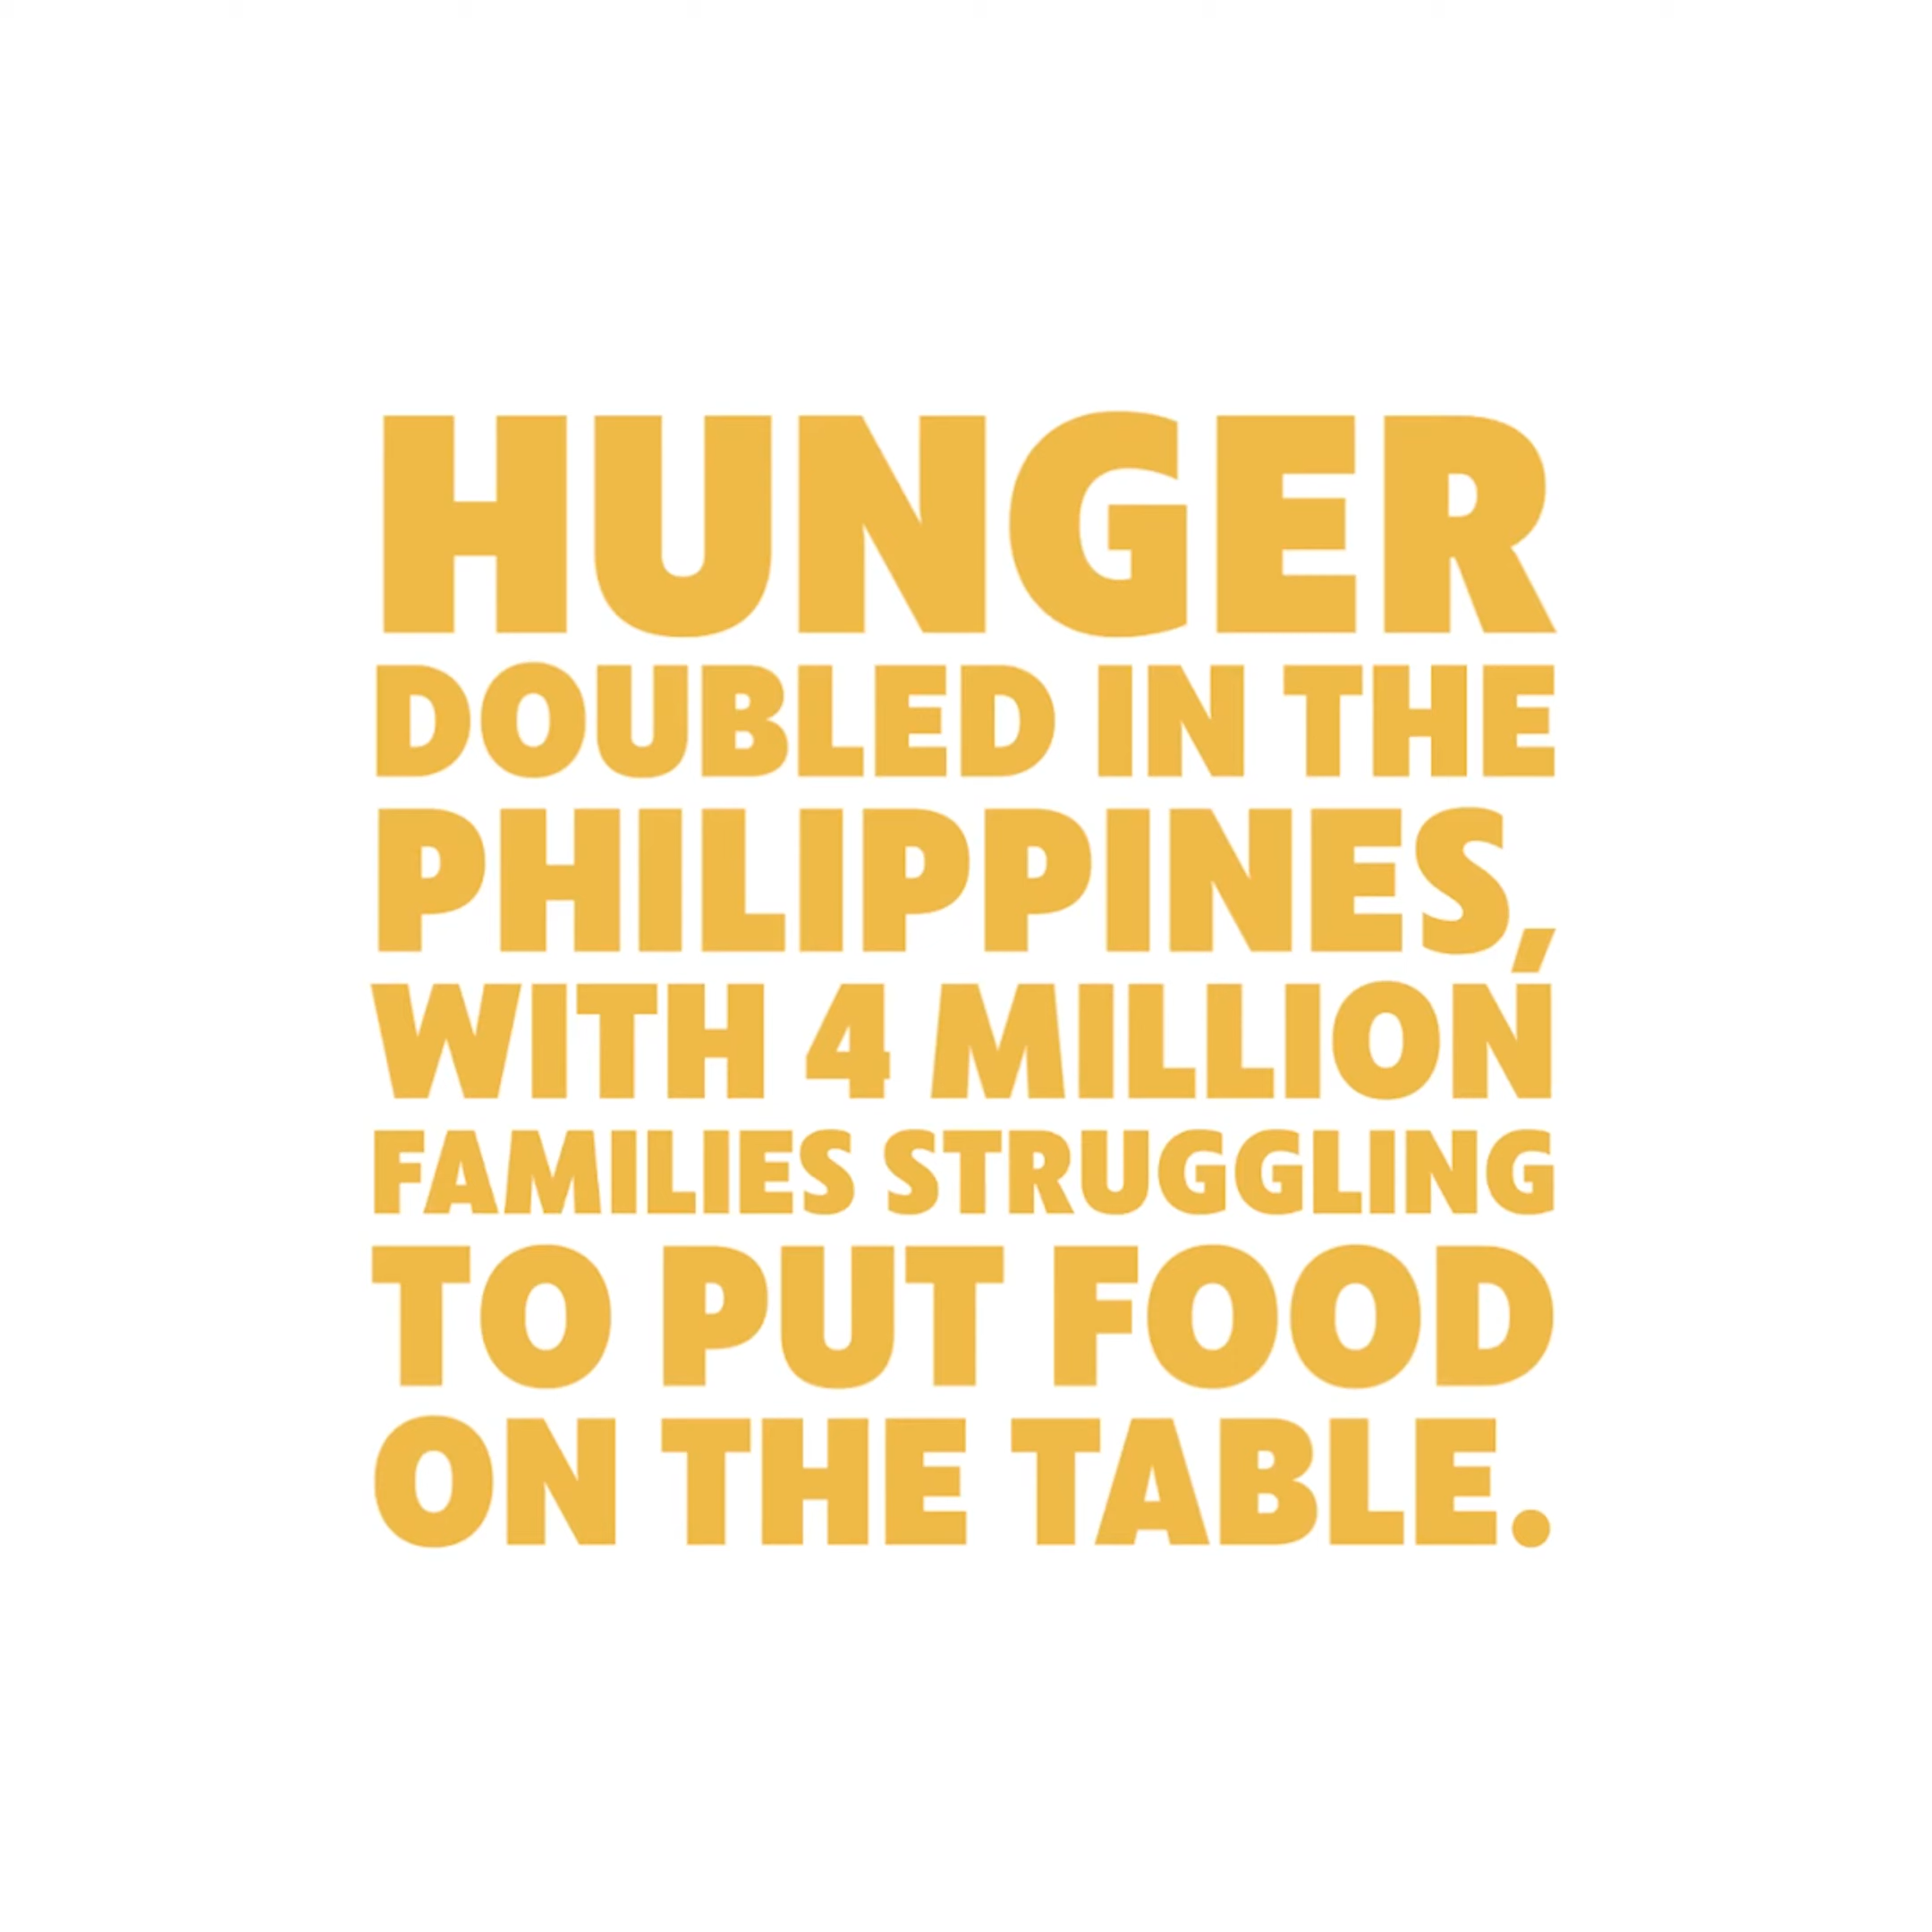 HUNGER
DOUBLED IN THE
PHILIPPINES,
WITH 4 MILLION
FAMILIES STRUGGLING
TO PUT FOOD
ON THE TABLE.